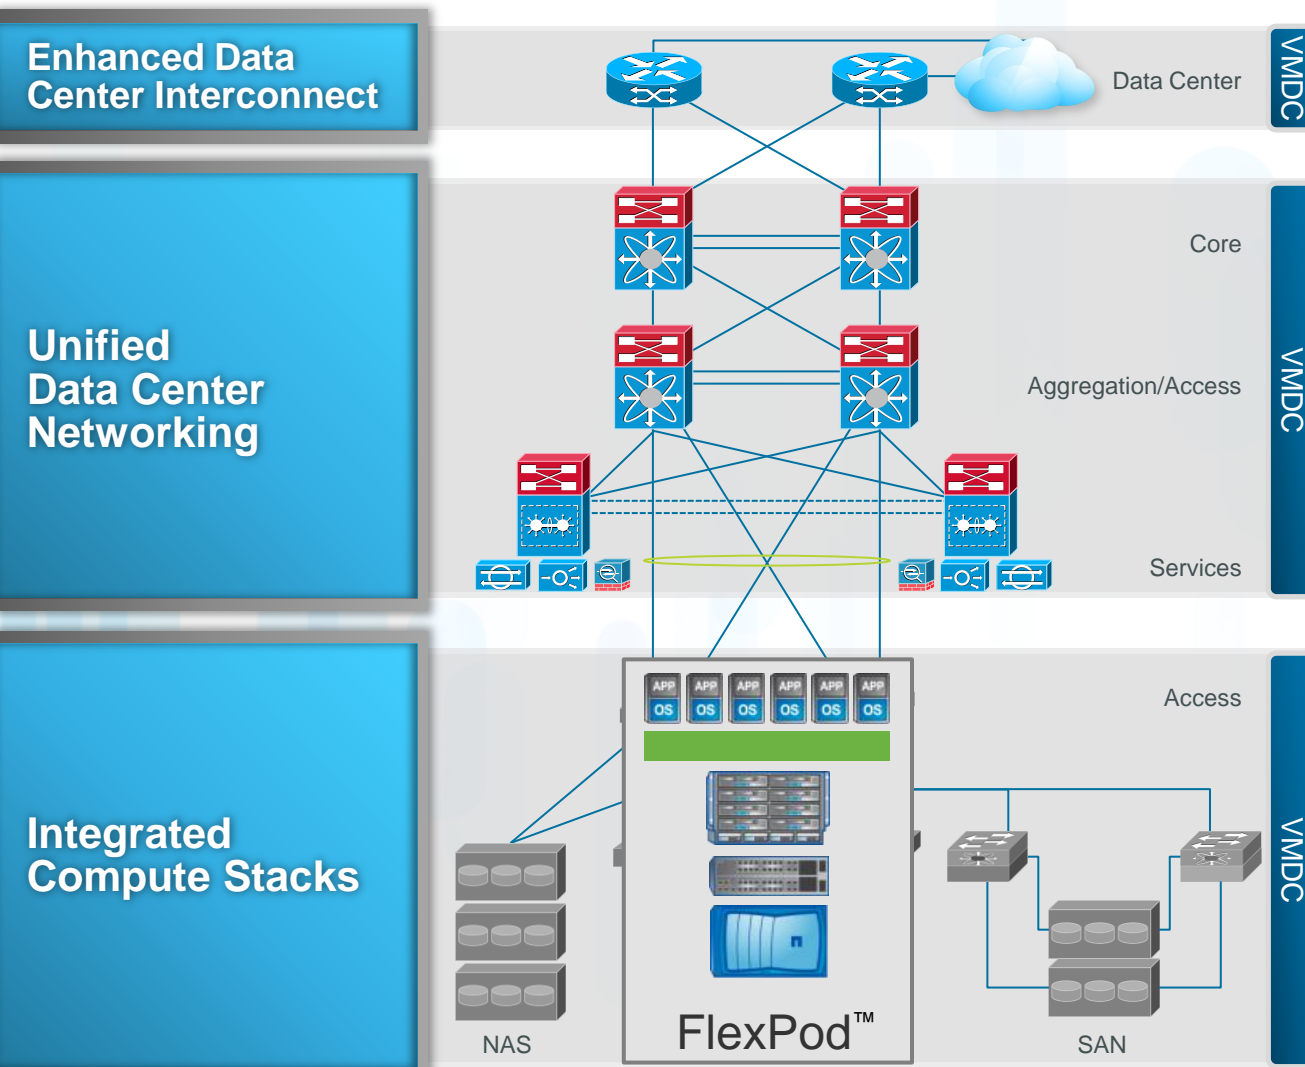 Enhanced Data
Center Interconnect
Data Center
VMDC
Unified
Data Center
Networking
Core
Aggregation/Access
Services
VMDC
Integrated
Compute Stacks
Access
APP APP APP APP APP APP
OS OS OS OS OS OS
FlexPod™
NAS
SAN
VMDC